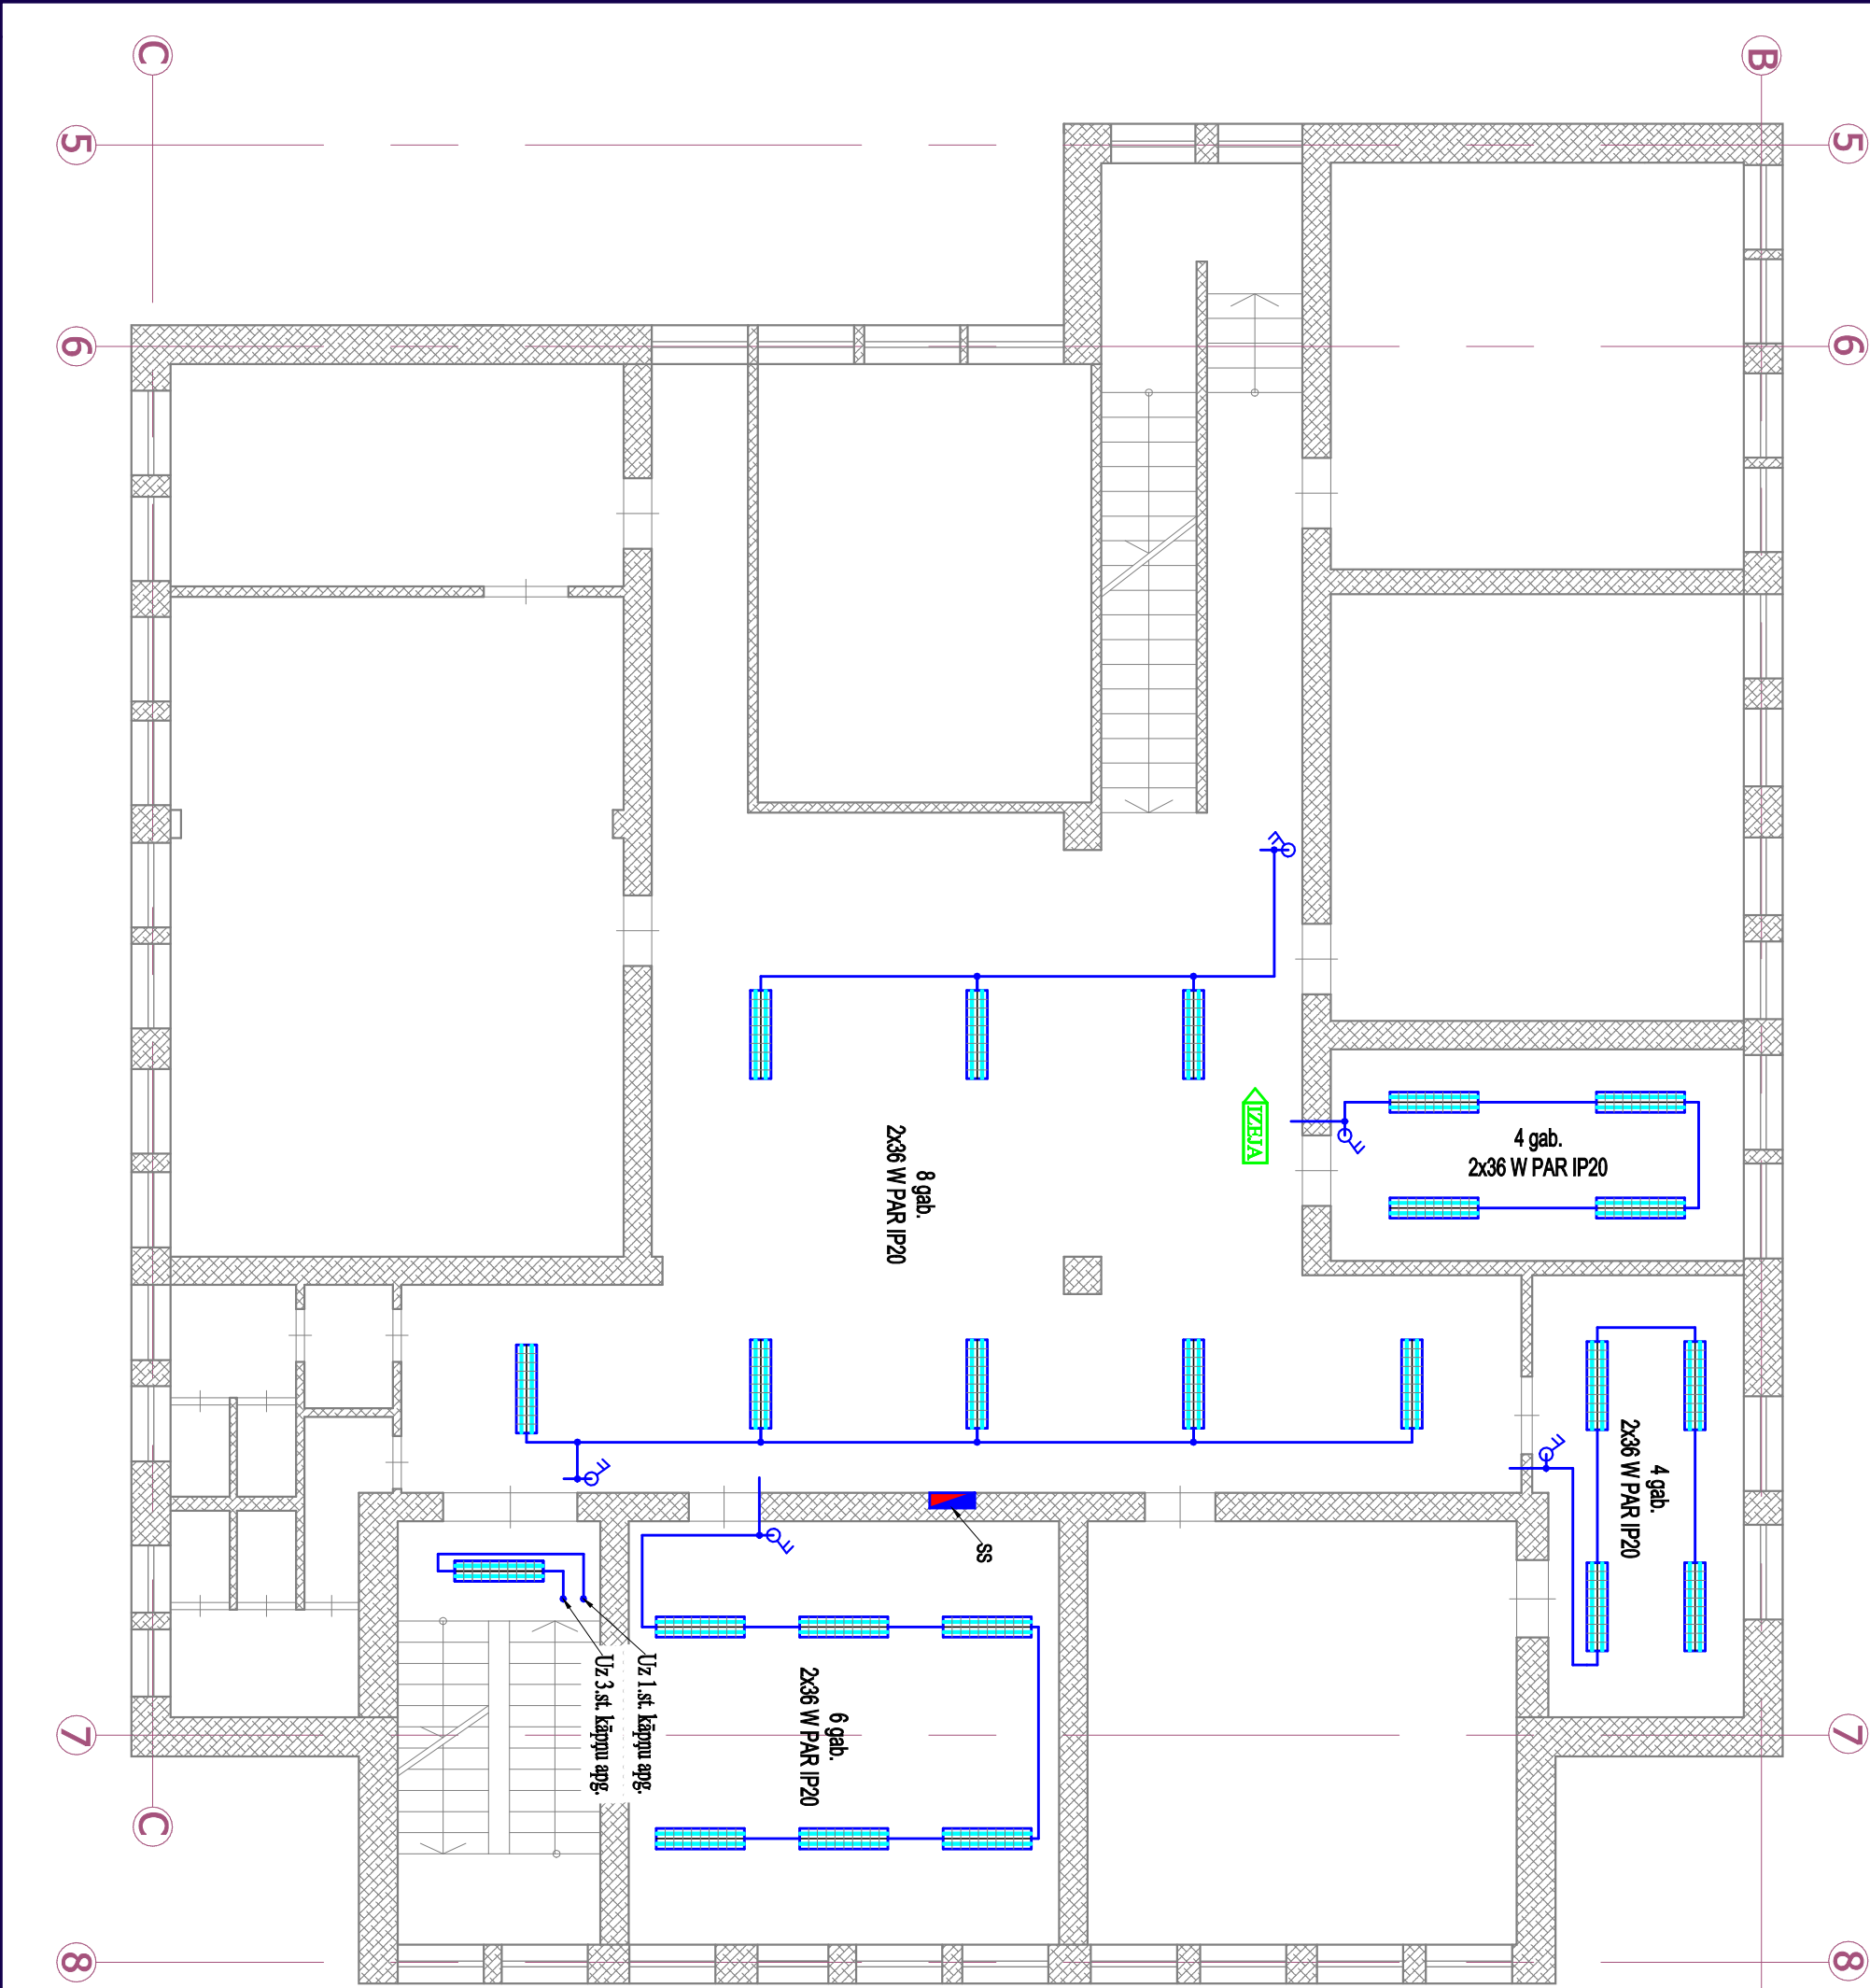 C
B
5
5
6
6
IZEJA
4 gab.
2x36 W PAR IP20
8 gab.
2x36 W PAR IP20
4 gab.
2x36 W PAR IP20
SS
Uz 1.st. kāpņu apg.
Uz 3.st. kāpņu apg.
6 gab.
2x36 W PAR IP20
7
7
C
8
8